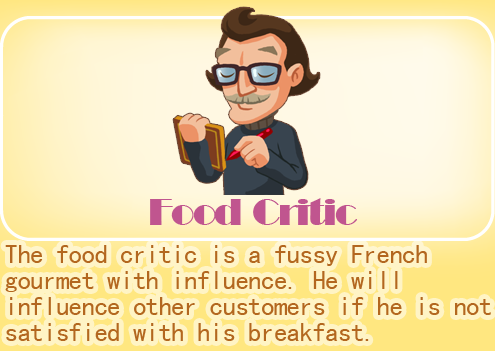 Food Critic
The food critic is a fussy French
gourmet with influence. He will
influence other customers if he is not
satisfied with his breakfast.